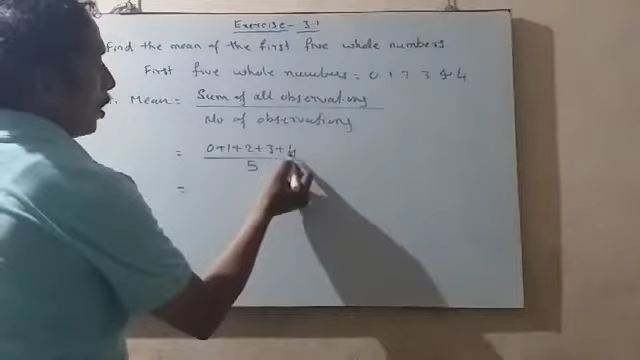 Exercise - 3.1
Find the mean of the first five whole numbers
First five whole numbers = 0 1 2 3 & 4
Mean = Sum of all observations
No of observations
= 0+1+2+3+4
5
=